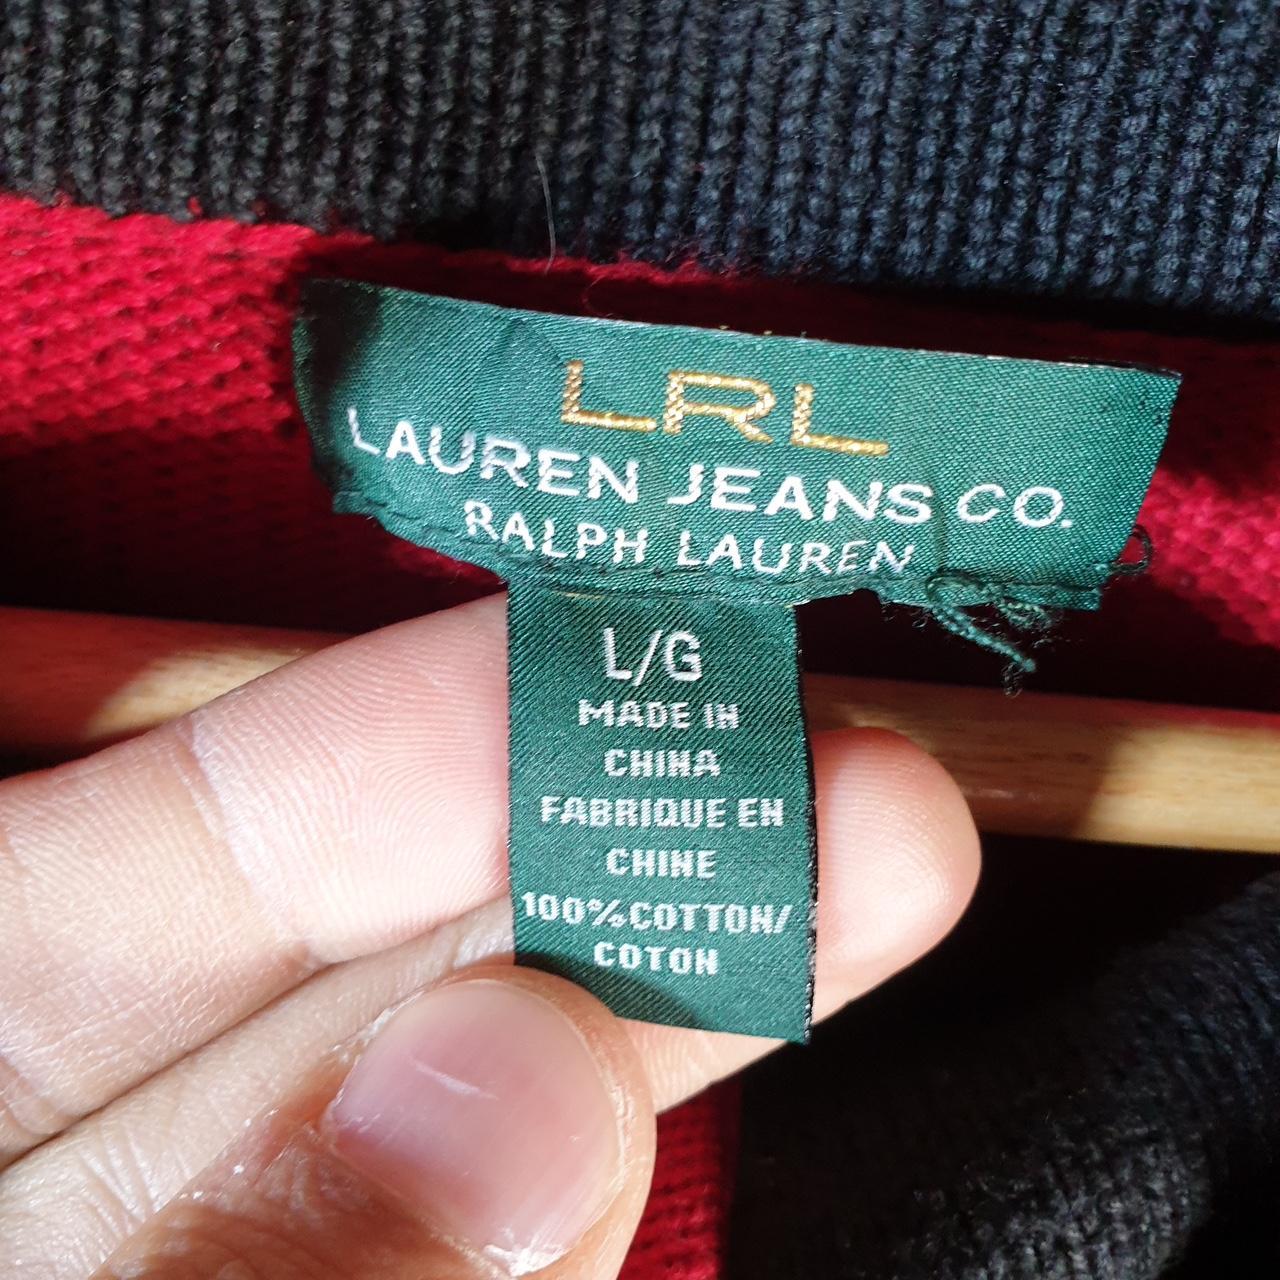 LRL
LAUREN JEANS CO.
RALPH LAUREN
L/G
MADE IN
CHINA
FABRIQUE EN
CHINE
100%COTTON/
COTON